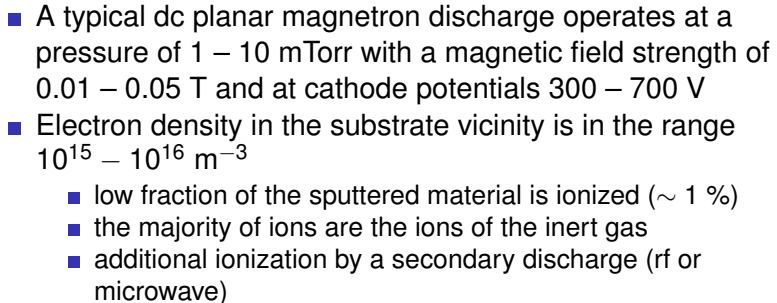 A typical dc planar magnetron discharge operates at a
pressure of 1 – 10 mTorr with a magnetic field strength of
0.01 – 0.05 T and at cathode potentials 300 – 700 V
Electron density in the substrate vicinity is in the range
10¹⁵ − 10¹⁶ m⁻³
low fraction of the sputtered material is ionized (∼ 1 %)
the majority of ions are the ions of the inert gas
additional ionization by a secondary discharge (rf or
microwave)